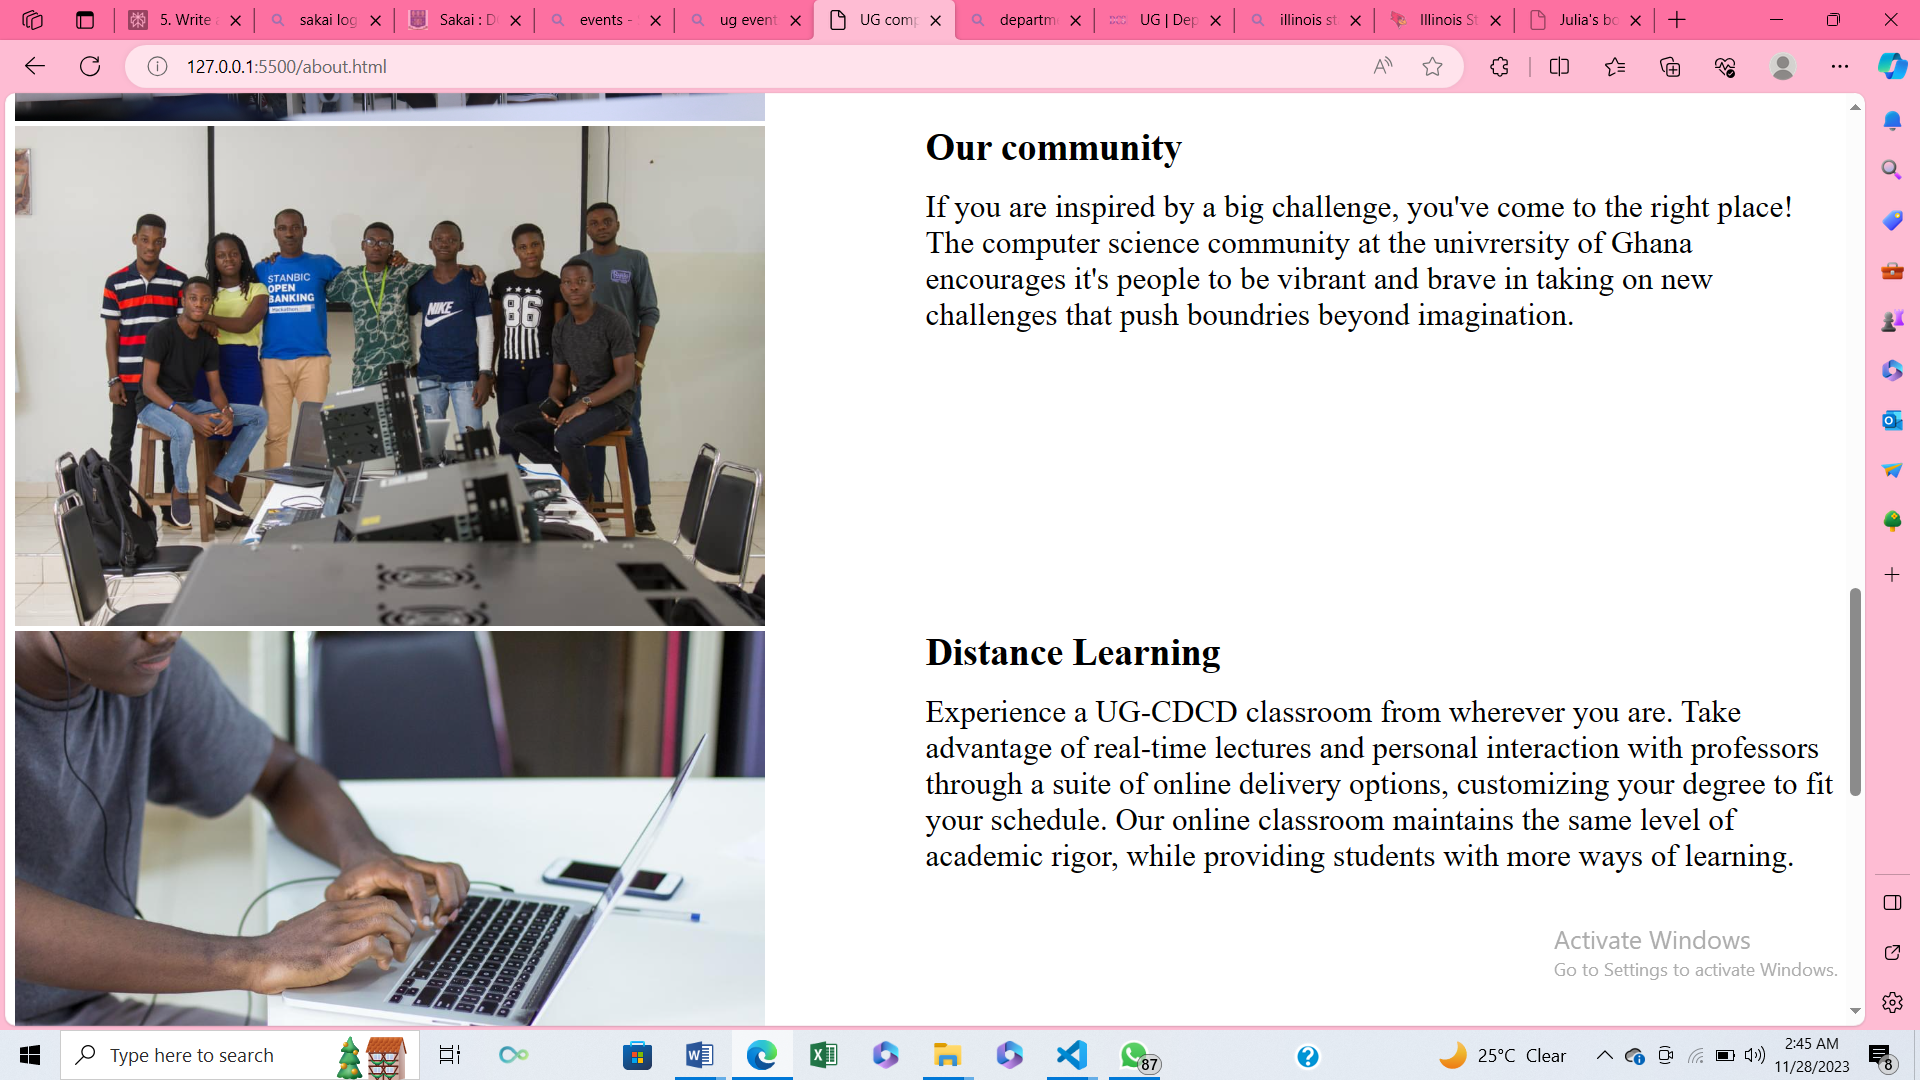 5. Write a
sakai log
Sakai : D
events -
ug event
UG comp
departm
UG | Dep
illinois st
Illinois St
Julia's bo
127.0.0.1:5500/about.html
Our community
If you are inspired by a big challenge, you've come to the right place!
The computer science community at the univrersity of Ghana
encourages it's people to be vibrant and brave in taking on new
challenges that push boundries beyond imagination.
STANBIC
OPEN
BANKING
Hackathon
NIKE
86
Distance Learning
Experience a UG-CDCD classroom from wherever you are. Take
advantage of real-time lectures and personal interaction with professors
through a suite of online delivery options, customizing your degree to fit
your schedule. Our online classroom maintains the same level of
academic rigor, while providing students with more ways of learning.
Activate Windows
Go to Settings to activate Windows.
Type here to search
87
25°C Clear
2:45 AM
11/28/2023
8